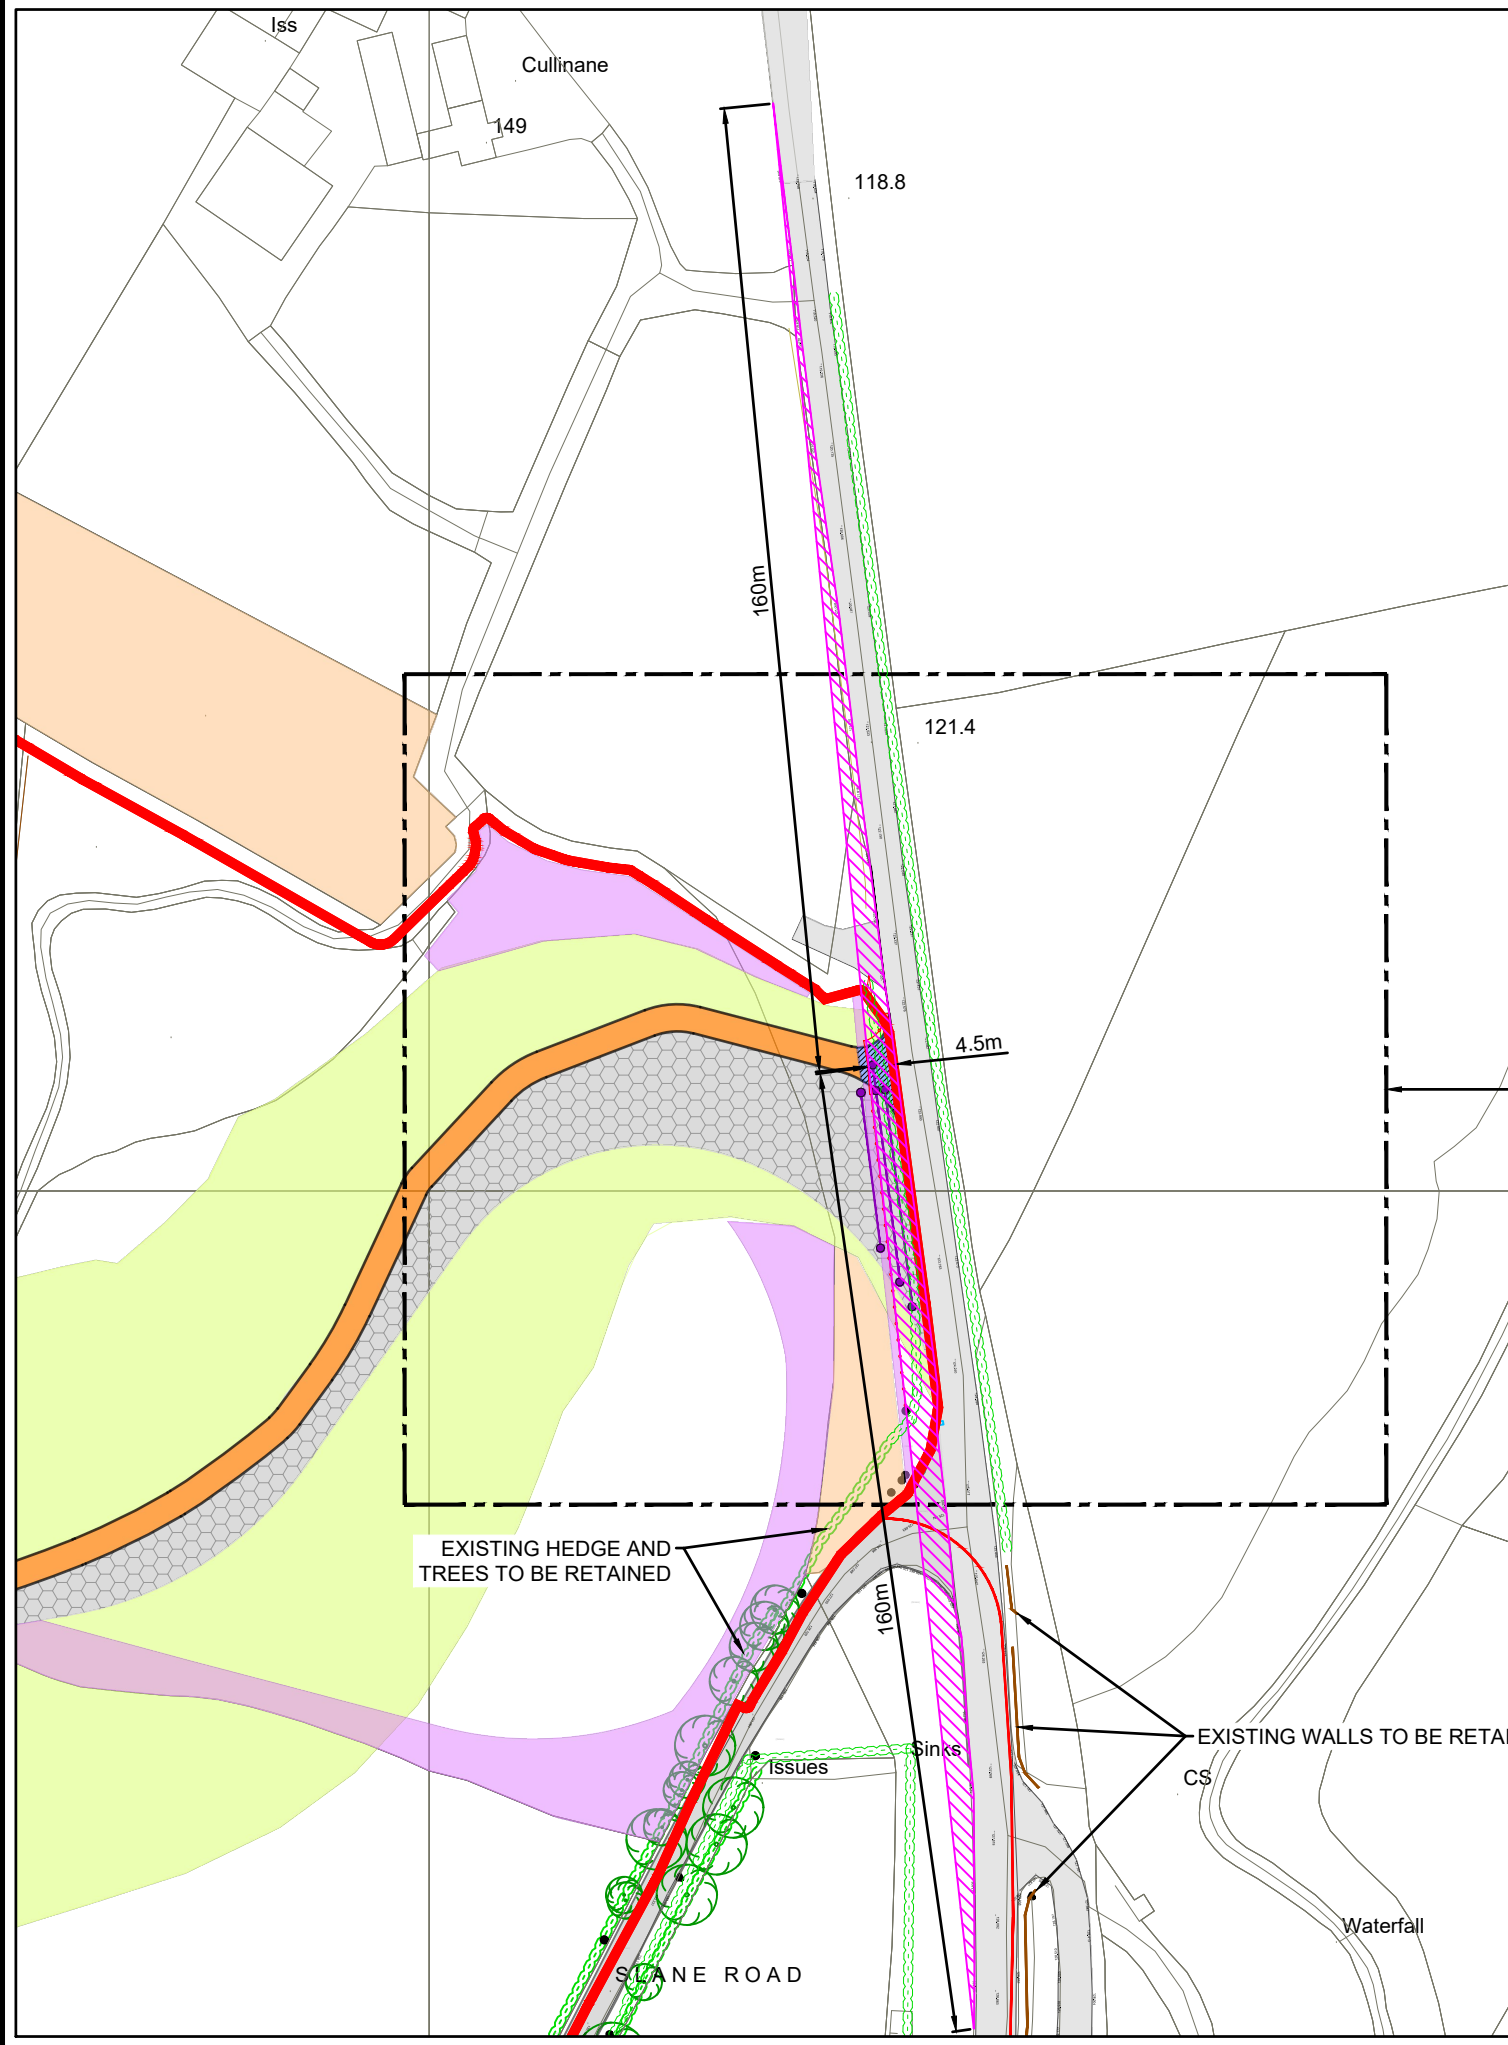 Iss
Cullinane
149
118.8
160m
121.4
4.5m
EXISTING HEDGE AND
TREES TO BE RETAINED
160m
EXISTING WALLS TO BE RETA
Sinks
Issues
CS
Waterfall
SLANE ROAD